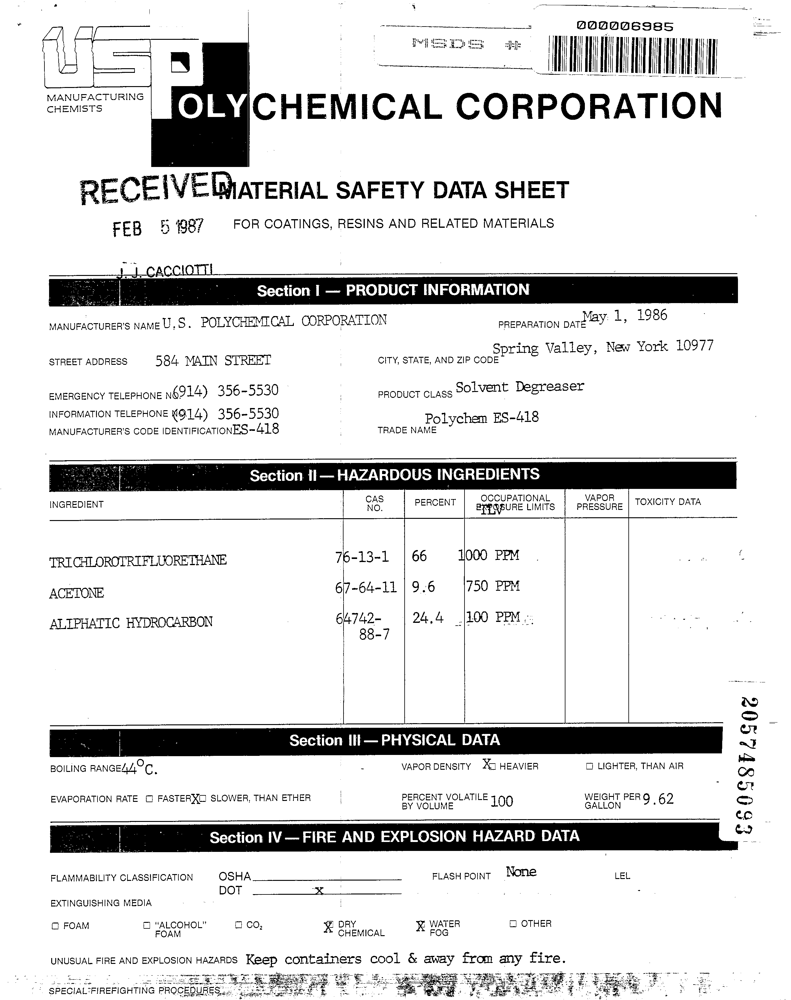 000006985
MSDS #
USP
MANUFACTURING
CHEMISTS
POLYCHEMICAL CORPORATION
RECEIVED MATERIAL SAFETY DATA SHEET
FEB 5 1987 FOR COATINGS, RESINS AND RELATED MATERIALS
J. J. CACCIOTTI
Section I — PRODUCT INFORMATION
MANUFACTURER'S NAME U.S. POLYCHEMICAL CORPORATION PREPARATION DATE May 1, 1986
STREET ADDRESS 584 MAIN STREET CITY, STATE, AND ZIP CODE Spring Valley, New York 10977
EMERGENCY TELEPHONE NO (914) 356-5530 PRODUCT CLASS Solvent Degreaser
INFORMATION TELEPHONE (914) 356-5530
MANUFACTURER'S CODE IDENTIFICATION ES-418 TRADE NAME Polychem ES-418
Section II — HAZARDOUS INGREDIENTS
INGREDIENT CAS NO. PERCENT OCCUPATIONAL EXPOSURE LIMITS TLV VAPOR PRESSURE TOXICITY DATA
TRICHLOROTRIFLUORETHANE 76-13-1 66 1000 PPM
ACETONE 67-64-11 9.6 750 PPM
ALIPHATIC HYDROCARBON 64742- 24.4 100 PPM
88-7
Section III — PHYSICAL DATA
BOILING RANGE 44°C. VAPOR DENSITY X☐ HEAVIER ☐ LIGHTER, THAN AIR
EVAPORATION RATE ☐ FASTER X☐ SLOWER, THAN ETHER PERCENT VOLATILE BY VOLUME 100 WEIGHT PER GALLON 9.62
2057485093
Section IV — FIRE AND EXPLOSION HAZARD DATA
FLAMMABILITY CLASSIFICATION OSHA FLASH POINT None LEL
DOT x
EXTINGUISHING MEDIA
☐ FOAM ☐ "ALCOHOL" FOAM ☐ CO₂ X DRY CHEMICAL X WATER FOG ☐ OTHER
UNUSUAL FIRE AND EXPLOSION HAZARDS Keep containers cool & away from any fire.
SPECIAL FIREFIGHTING PROCEDURES